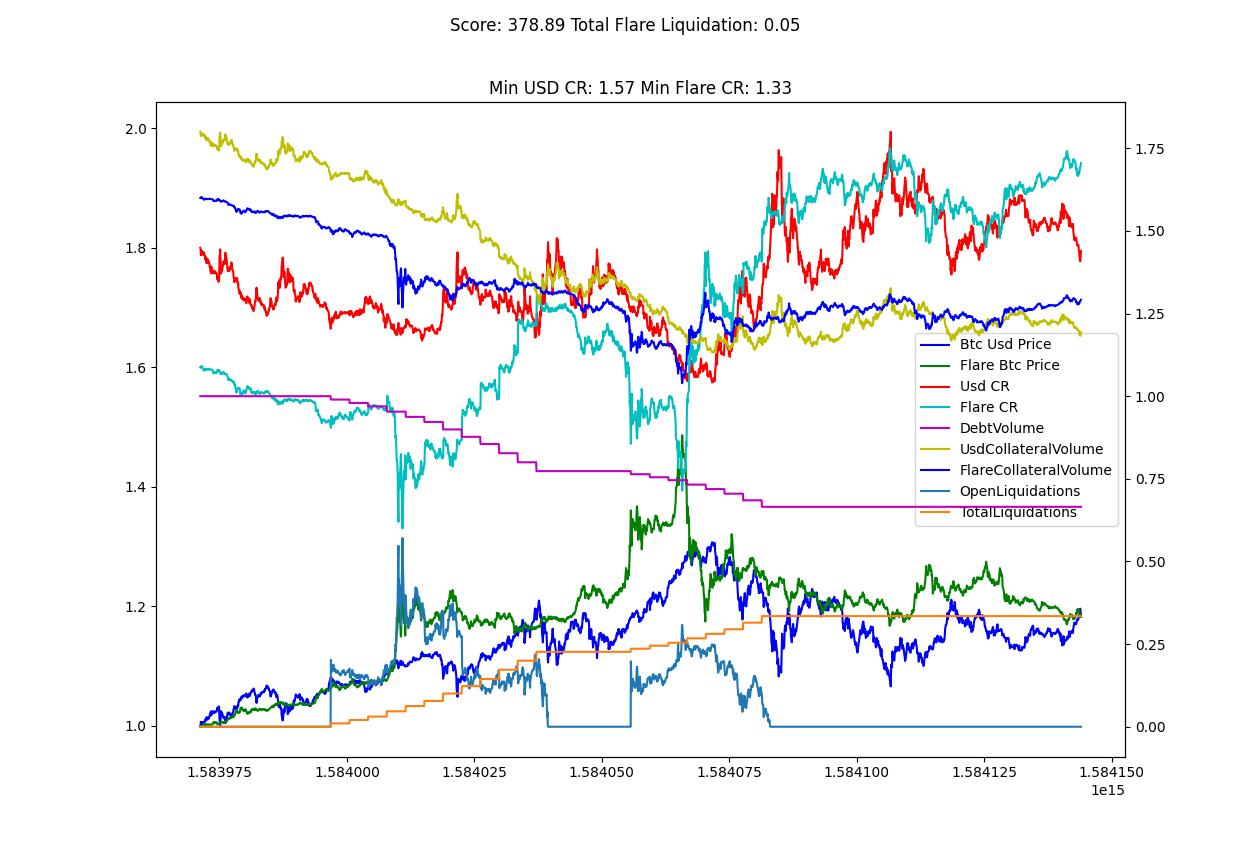 Score: 378.89 Total Flare Liquidation: 0.05
Min USD CR: 1.57 Min Flare CR: 1.33
2.0
1.8
1.6
1.4
1.2
1.0
1.75
1.50
1.25
1.00
0.75
0.50
0.25
0.00
Btc Usd Price
Flare Btc Price
Usd CR
Flare CR
DebtVolume
UsdCollateralVolume
FlareCollateralVolume
OpenLiquidations
TotalLiquidations
1.583975 1.584000 1.584025 1.584050 1.584075 1.584100 1.584125 1.584150
1e15